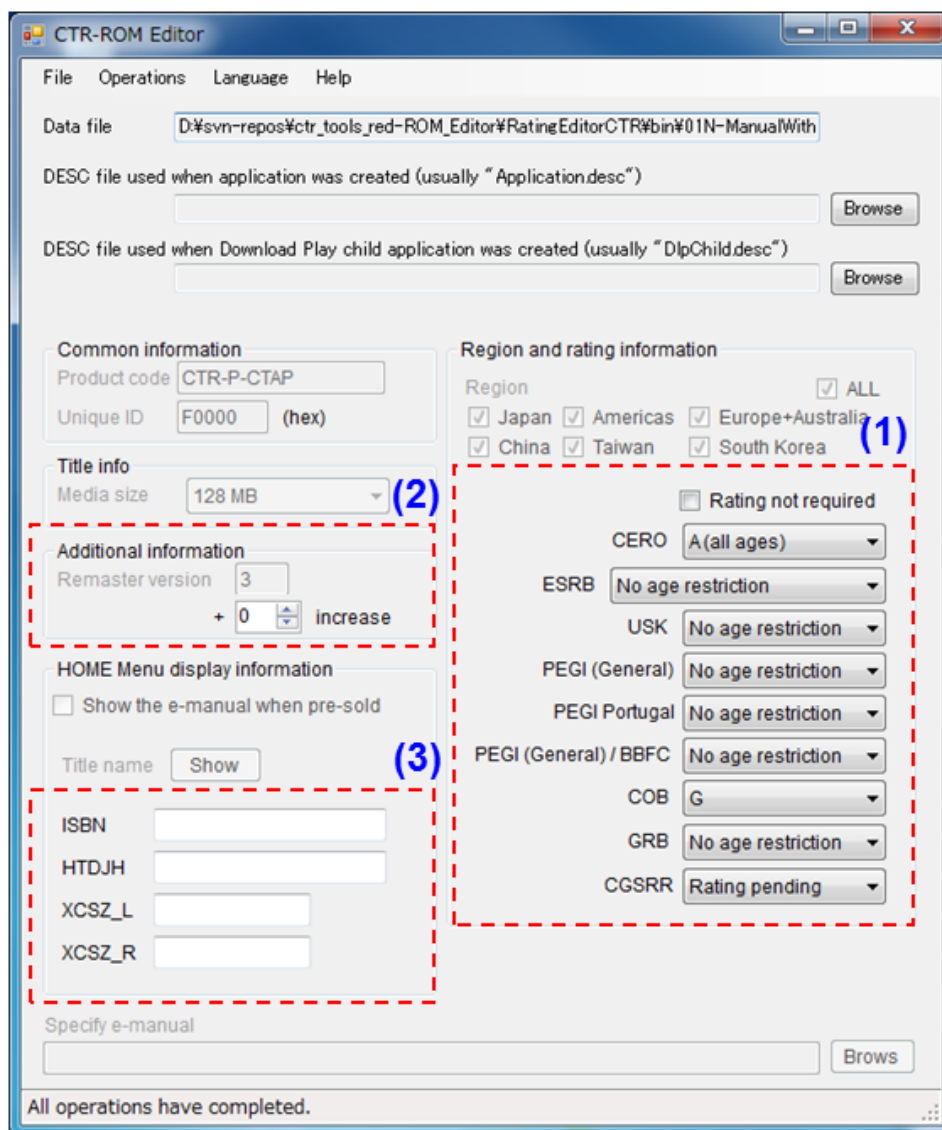 CTR-ROM Editor
File Operations Language Help
Data file D:¥svn-repos¥ctr_tools_red-ROM_Editor¥RatingEditorCTR¥bin¥01N-ManualWith
DESC file used when application was created (usually "Application.desc")
Browse
DESC file used when Download Play child application was created (usually "DlpChild.desc")
Browse
Common information
Product code CTR-P-CTAP
Unique ID F0000 (hex)
Title info
Media size 128 MB
(2)
Additional information
Remaster version 3
+ 0 increase
HOME Menu display information
Show the e-manual when pre-sold
Title name Show
(3)
ISBN
HTDJH
XCSZ_L
XCSZ_R
Region and rating information
Region ALL
Japan Americas Europe+Australia
China Taiwan South Korea
(1)
Rating not required
CERO A(all ages)
ESRB No age restriction
USK No age restriction
PEGI (General) No age restriction
PEGI Portugal No age restriction
PEGI (General) / BBFC No age restriction
COB G
GRB No age restriction
CGSRR Rating pending
Specify e-manual
Brows
All operations have completed.